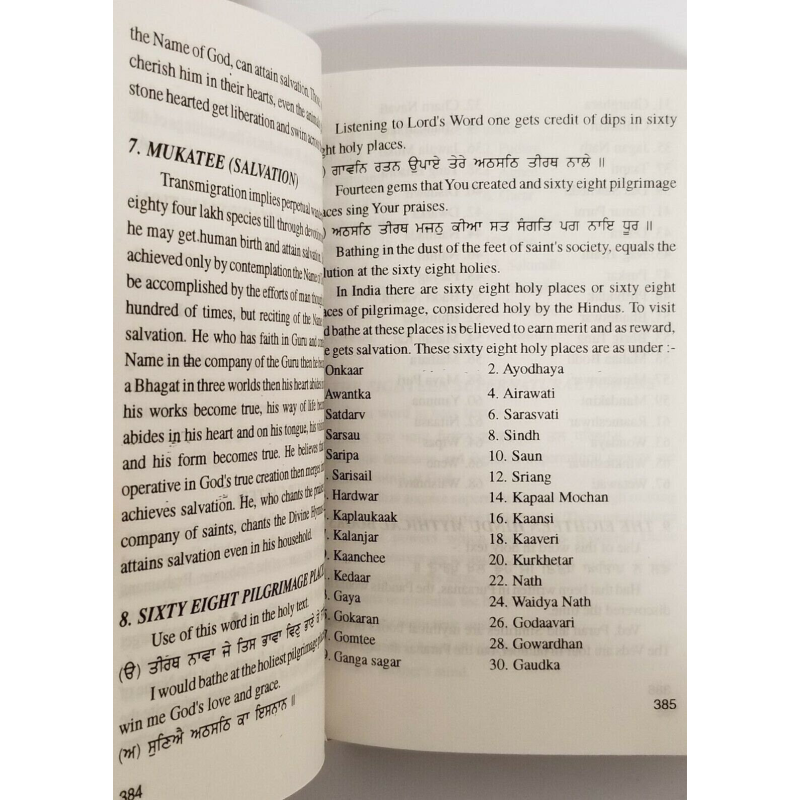 the Name of God, can attain salvation.
cherish him in their hearts, even the
stone hearted get liberation and swim
7. MUKATEE (SALVATION)
Transmigration implies perpetual
eighty four lakh species till through
he may get.human birth and attain
achieved only by contemplation the Name
be accomplished by the efforts of man
hundred of times, but reciting of the Name
salvation. He who has faith in Guru and
Name in the company of the Guru then he
a Bhagat in three worlds then his heart abides
his works become true, his way of life
abides in his heart and on his tongue, his
and his form becomes true. He believes
operative in God's true creation then merges
achieves salvation. He, who chants the
company of saints, chants the Divine
attains salvation even in his household.
8. SIXTY EIGHT PILGRIMAGE
Use of this word in the holy text
(ੳ) ਤੀਰਥ ਨਾਵਾ ਜੇ ਤਿਸ ਭਾਵਾ ਵਿਣੁ ਭਾਣੇ
I would bathe at the holiest pilgrimage
win me God's love and grace.
(ਅ) ਸੁਣਿਐ ਅਠਸਠਿ ਕਾ ਇਸਨਾਨ ॥
384
Listening to Lord's Word one gets credit of dips in sixty
ght holy places.
) ਗਾਵਨਿ ਰਤਨ ਉਪਾਏ ਤੇਰੇ ਅਠਸਠਿ ਤੀਰਥ ਨਾਲੇ ॥
Fourteen gems that You created and sixty eight pilgrimage
aces sing Your praises.
) ਅਠਸਠਿ ਤੀਰਥ ਮਜਨੁ ਕੀਆ ਸਤ ਸੰਗਤਿ ਪਗ ਨਾਇ ਧੂਰ ॥
Bathing in the dust of the feet of saint's society, equals the
lution at the sixty eight holies.
In India there are sixty eight holy places or sixty eight
aces of pilgrimage, considered holy by the Hindus. To visit
d bathe at these places is believed to earn merit and as reward,
e gets salvation. These sixty eight holy places are as under :-
Onkaar 2. Ayodhaya
Awantka 4. Airawati
Satdarv 6. Sarasvati
Sarsau 8. Sindh
Saripa 10. Saun
. Sarisail 12. Sriang
. Hardwar 14. Kapaal Mochan
. Kaplaukaak 16. Kaansi
7. Kalanjar 18. Kaaveri
. Kaanchee 20. Kurkhetar
1. Kedaar 22. Nath
3. Gaya 24. Waidya Nath
5. Gokaran 26. Godaavari
7. Gomtee 28. Gowardhan
9. Ganga sagar 30. Gaudka
385